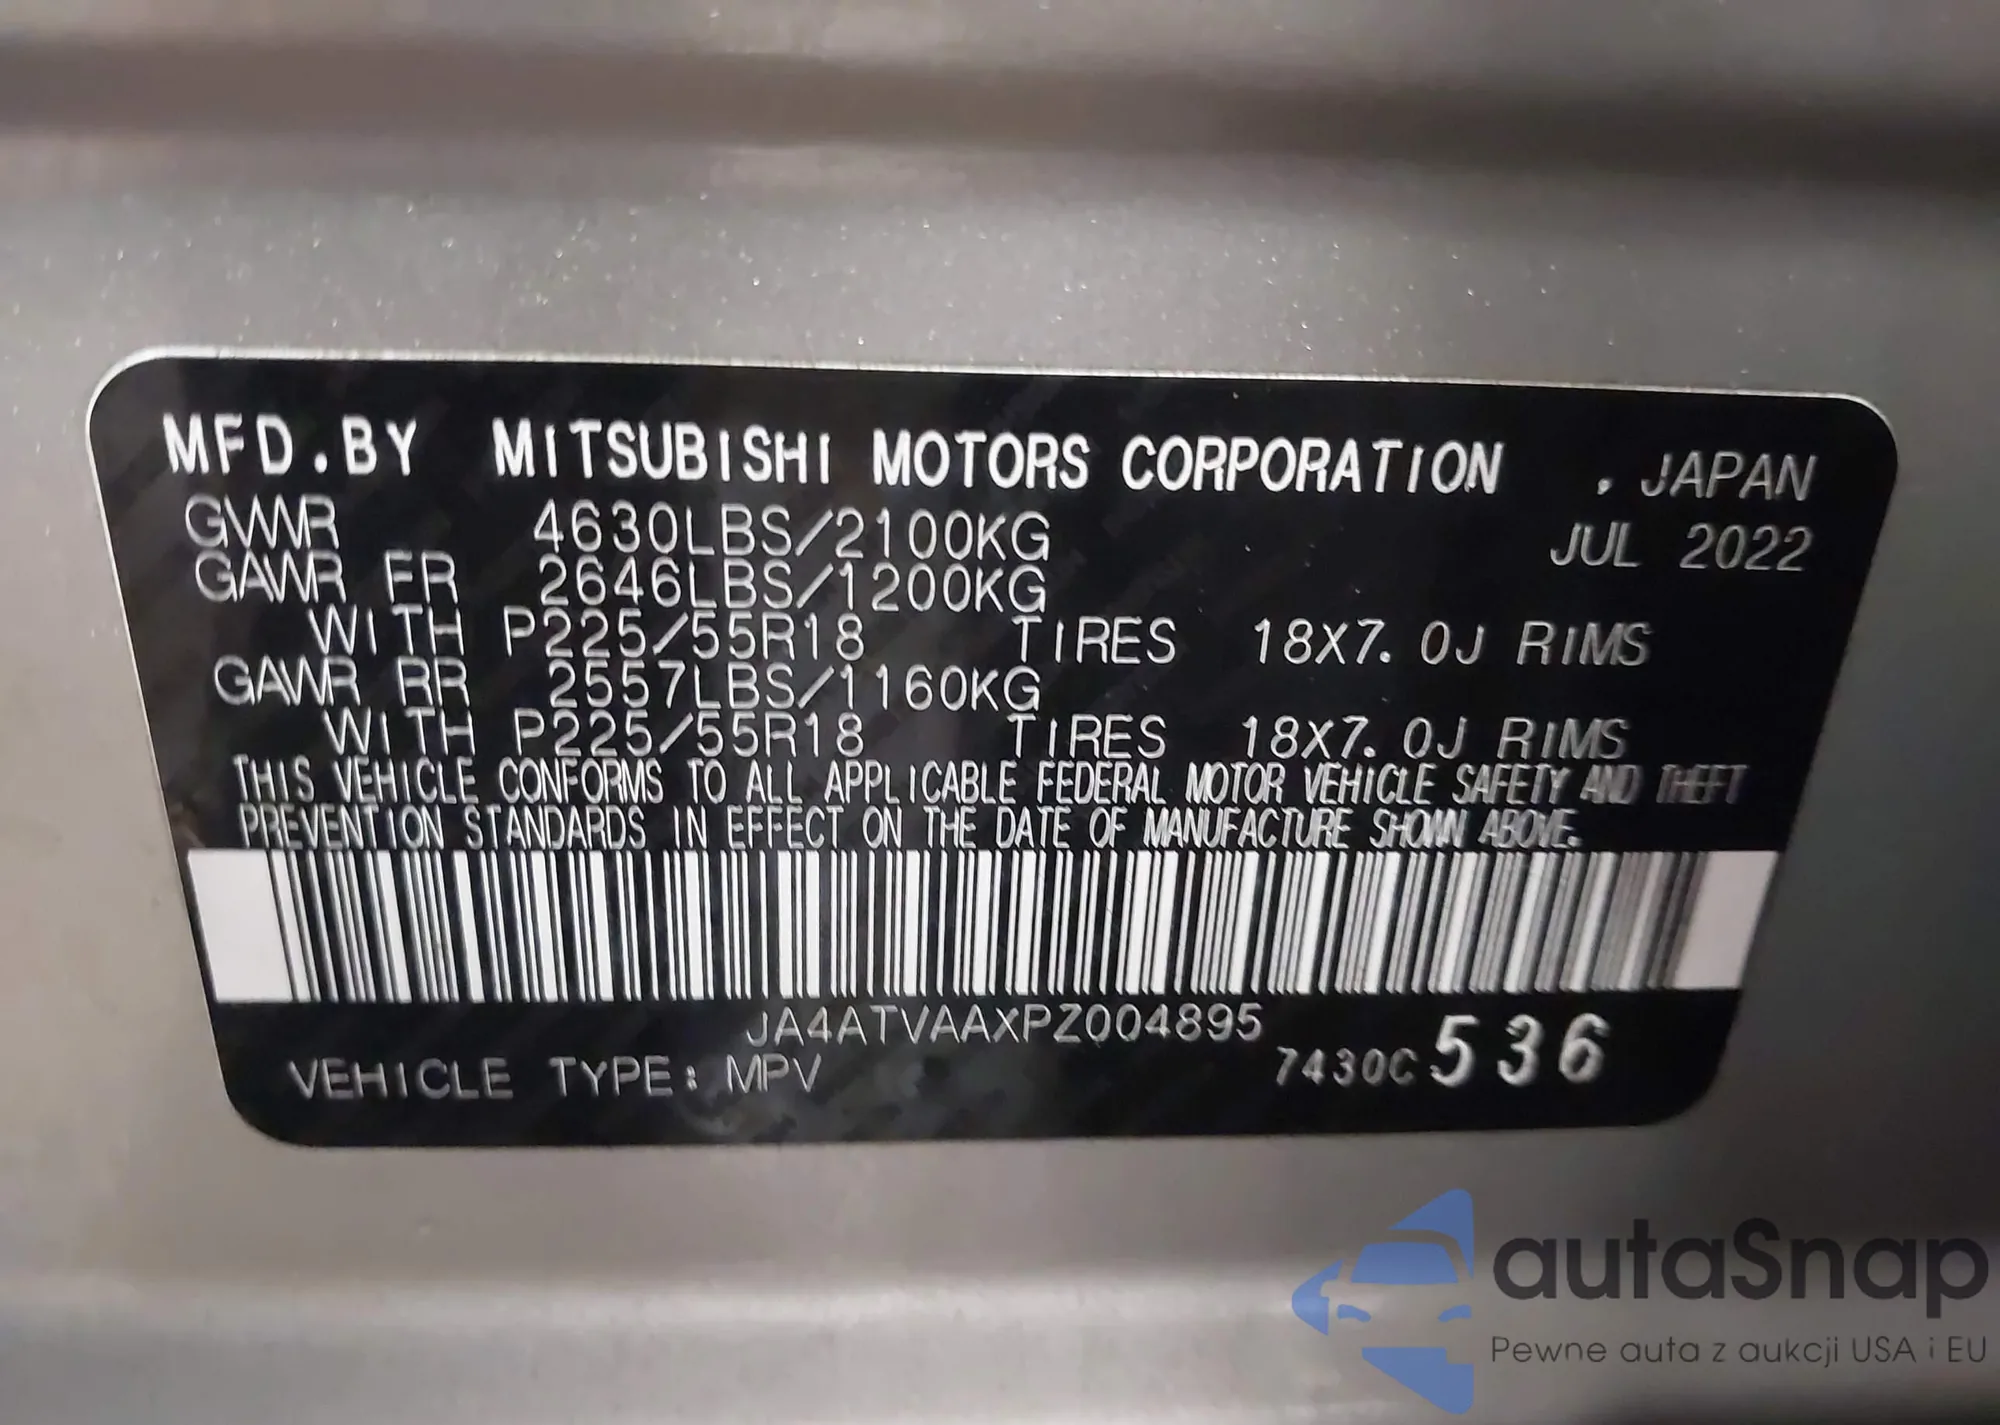 MFD.BY MITSUBISHI MOTORS CORPORATION , JAPAN
GVWR 4630LBS/2100KG JUL 2022
GAWR FR 2646LBS/1200KG
WITH P225/55R18 TIRES 18X7.0J RIMS
GAWR RR 2557LBS/1160KG
WITH P225/55R18 TIRES 18X7.0J RIMS
THIS VEHICLE CONFORMS TO ALL APPLICABLE FEDERAL MOTOR VEHICLE SAFETY AND THEFT
PREVENTION STANDARDS IN EFFECT ON THE DATE OF MANUFACTURE SHOWN ABOVE.
JA4ATVAAXPZ004895
VEHICLE TYPE: MPV 7430C536
autaSnap
Pewne auta z aukcji USA i EU